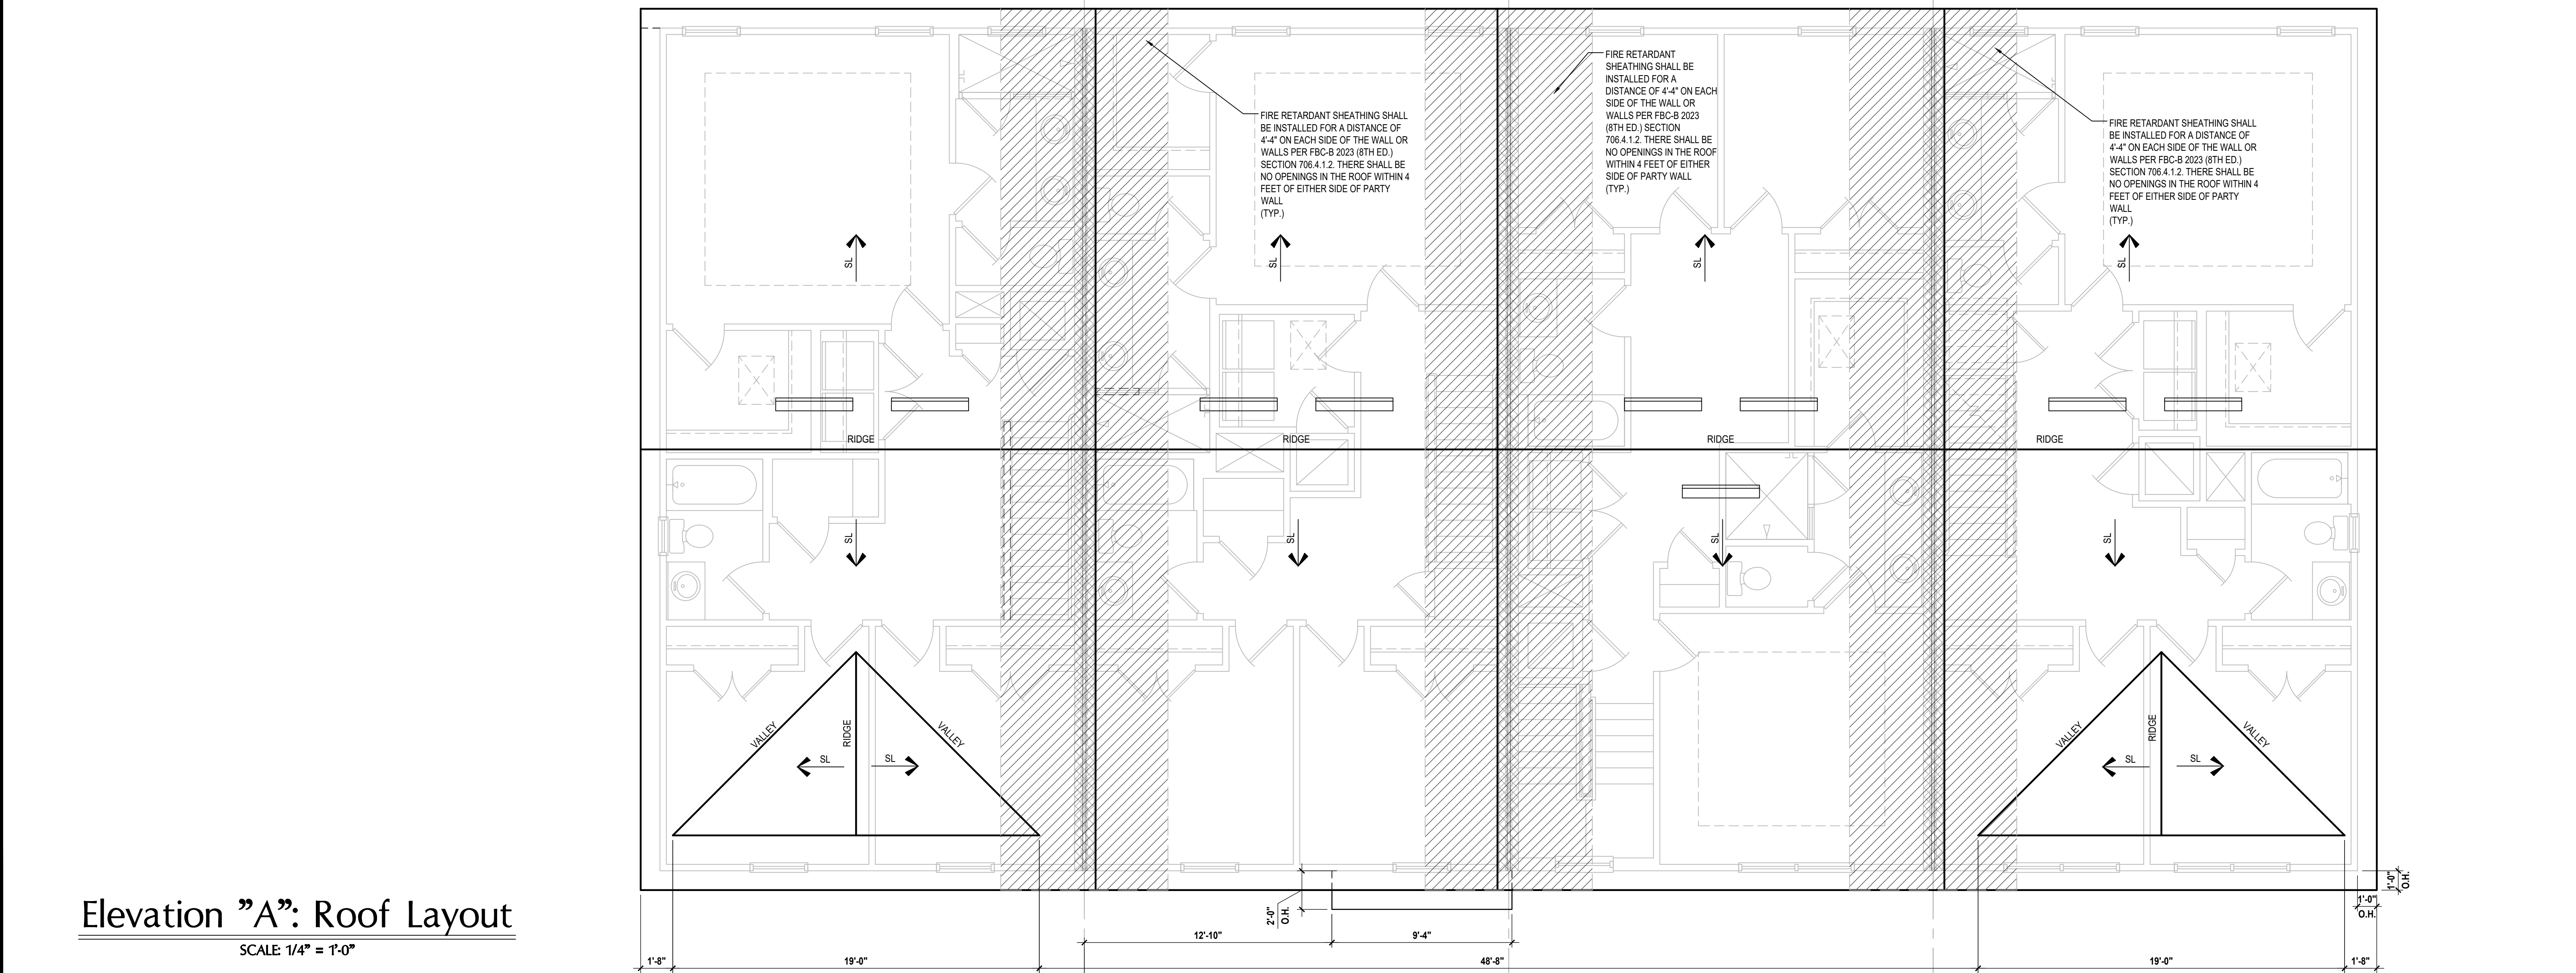 FIRE RETARDANT SHEATHING SHALL
BE INSTALLED FOR A DISTANCE OF
4'-4" ON EACH SIDE OF THE WALL OR
WALLS PER FBC-B 2023 (8TH ED.)
SECTION 706.4.1.2. THERE SHALL BE
NO OPENINGS IN THE ROOF WITHIN 4
FEET OF EITHER SIDE OF PARTY
WALL
(TYP.)
FIRE RETARDANT
SHEATHING SHALL BE
INSTALLED FOR A
DISTANCE OF 4'-4" ON EACH
SIDE OF THE WALL OR
WALLS PER FBC-B 2023
(8TH ED.) SECTION
706.4.1.2. THERE SHALL BE
NO OPENINGS IN THE ROOF
WITHIN 4 FEET OF EITHER
SIDE OF PARTY WALL
(TYP.)
FIRE RETARDANT SHEATHING SHALL
BE INSTALLED FOR A DISTANCE OF
4'-4" ON EACH SIDE OF THE WALL OR
WALLS PER FBC-B 2023 (8TH ED.)
SECTION 706.4.1.2. THERE SHALL BE
NO OPENINGS IN THE ROOF WITHIN 4
FEET OF EITHER SIDE OF PARTY
WALL
(TYP.)
SL
SL
SL
SL
RIDGE
RIDGE
RIDGE
RIDGE
SL
SL
SL
SL
VALLEY
RIDGE
VALLEY
SL
SL
VALLEY
RIDGE
VALLEY
SL
SL
1'-0"
O.H.
1'-0"
O.H.
2'-0"
O.H.
12'-10"
9'-4"
1'-8"
19'-0"
48'-8"
19'-0"
1'-8"
Elevation "A": Roof Layout
SCALE: 1/4" = 1'-0"